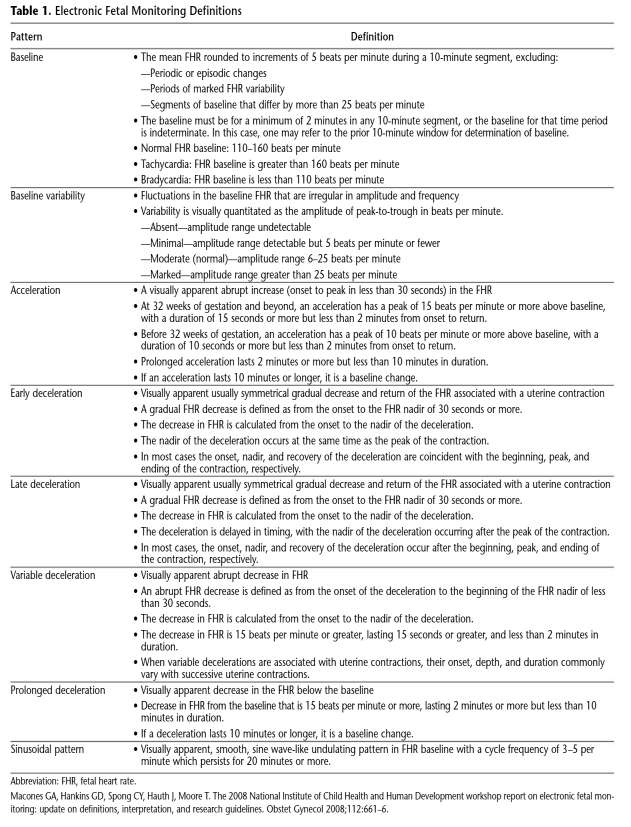 Table 1. Electronic Fetal Monitoring Definitions
Pattern Definition
Baseline • The mean FHR rounded to increments of 5 beats per minute during a 10-minute segment, excluding:
—Periodic or episodic changes
—Periods of marked FHR variability
—Segments of baseline that differ by more than 25 beats per minute
• The baseline must be for a minimum of 2 minutes in any 10-minute segment, or the baseline for that time period
is indeterminate. In this case, one may refer to the prior 10-minute window for determination of baseline.
• Normal FHR baseline: 110–160 beats per minute
• Tachycardia: FHR baseline is greater than 160 beats per minute
• Bradycardia: FHR baseline is less than 110 beats per minute
Baseline variability • Fluctuations in the baseline FHR that are irregular in amplitude and frequency
• Variability is visually quantitated as the amplitude of peak-to-trough in beats per minute.
—Absent—amplitude range undetectable
—Minimal—amplitude range detectable but 5 beats per minute or fewer
—Moderate (normal)—amplitude range 6–25 beats per minute
—Marked—amplitude range greater than 25 beats per minute
Acceleration • A visually apparent abrupt increase (onset to peak in less than 30 seconds) in the FHR
• At 32 weeks of gestation and beyond, an acceleration has a peak of 15 beats per minute or more above baseline,
with a duration of 15 seconds or more but less than 2 minutes from onset to return.
• Before 32 weeks of gestation, an acceleration has a peak of 10 beats per minute or more above baseline, with a
duration of 10 seconds or more but less than 2 minutes from onset to return.
• Prolonged acceleration lasts 2 minutes or more but less than 10 minutes in duration.
• If an acceleration lasts 10 minutes or longer, it is a baseline change.
Early deceleration • Visually apparent usually symmetrical gradual decrease and return of the FHR associated with a uterine contraction
• A gradual FHR decrease is defined as from the onset to the FHR nadir of 30 seconds or more.
• The decrease in FHR is calculated from the onset to the nadir of the deceleration.
• The nadir of the deceleration occurs at the same time as the peak of the contraction.
• In most cases the onset, nadir, and recovery of the deceleration are coincident with the beginning, peak, and
ending of the contraction, respectively.
Late deceleration • Visually apparent usually symmetrical gradual decrease and return of the FHR associated with a uterine contraction
• A gradual FHR decrease is defined as from the onset to the FHR nadir of 30 seconds or more.
• The decrease in FHR is calculated from the onset to the nadir of the deceleration.
• The deceleration is delayed in timing, with the nadir of the deceleration occurring after the peak of the contraction.
• In most cases, the onset, nadir, and recovery of the deceleration occur after the beginning, peak, and ending of
the contraction, respectively.
Variable deceleration • Visually apparent abrupt decrease in FHR
• An abrupt FHR decrease is defined as from the onset of the deceleration to the beginning of the FHR nadir of less
than 30 seconds.
• The decrease in FHR is calculated from the onset to the nadir of the deceleration.
• The decrease in FHR is 15 beats per minute or greater, lasting 15 seconds or greater, and less than 2 minutes in
duration.
• When variable decelerations are associated with uterine contractions, their onset, depth, and duration commonly
vary with successive uterine contractions.
Prolonged deceleration • Visually apparent decrease in the FHR below the baseline
• Decrease in FHR from the baseline that is 15 beats per minute or more, lasting 2 minutes or more but less than 10
minutes in duration.
• If a deceleration lasts 10 minutes or longer, it is a baseline change.
Sinusoidal pattern • Visually apparent, smooth, sine wave-like undulating pattern in FHR baseline with a cycle frequency of 3–5 per
minute which persists for 20 minutes or more.
Abbreviation: FHR, fetal heart rate.
Macones GA, Hankins GD, Spong CY, Hauth J, Moore T. The 2008 National Institute of Child Health and Human Development workshop report on electronic fetal mon-
itoring: update on definitions, interpretation, and research guidelines. Obstet Gynecol 2008;112:661–6.